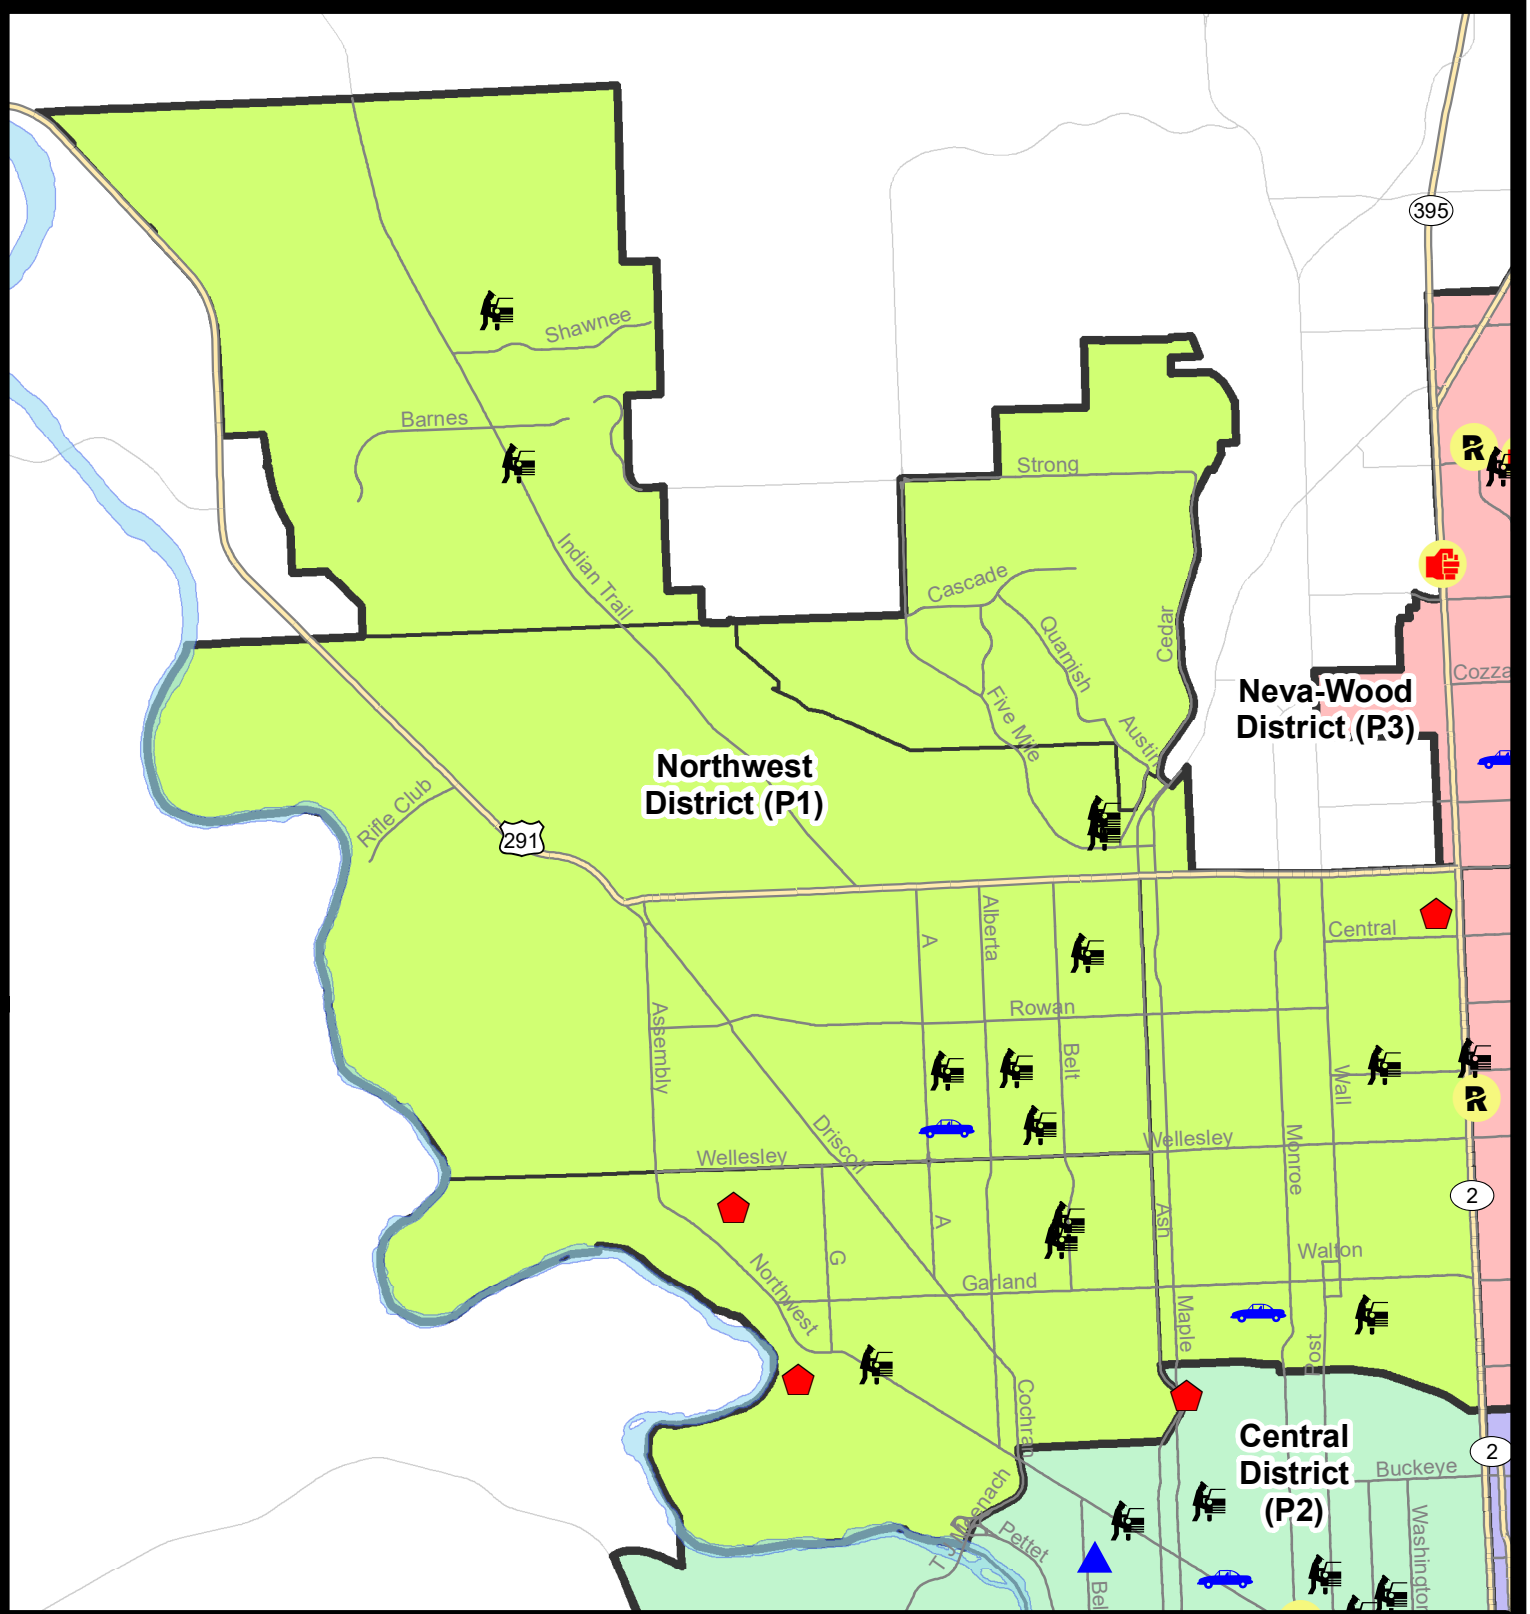 395
Shawnee
Barnes
Strong
Indian Trail
Cascade
Quamish
Cedar
Cozza
Neva-Wood
District (P3)
Five Mile
Austin
Northwest
District (P1)
Rifle Club
291
Alberta
A
Central
Rowan
Assembly
Belt
Wall
Driscoll
Wellesley
Wellesley
Monroe
2
A
Ash
G
Walton
Northwest
Garland
Maple
Post
Cochran
Central
District
(P2)
2
Buckeye
T J Meenach
Pettet
Washington
Bel
R
R